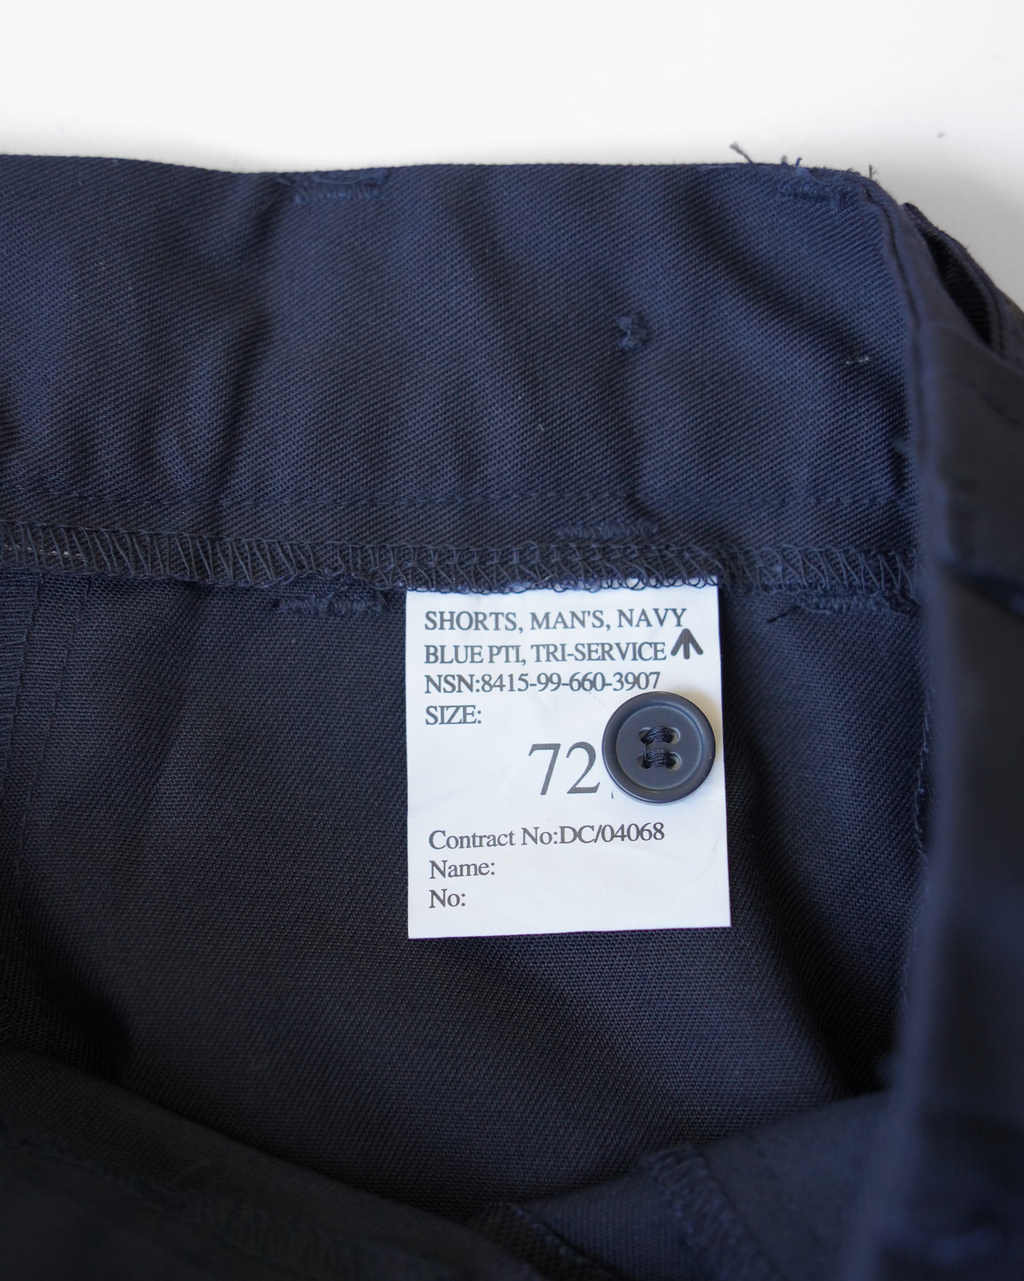 SHORTS, MAN'S, NAVY
BLUE PTI, TRI-SERVICE
NSN:8415-99-660-3907
SIZE:
72
Contract No:DC/04068
Name:
No: